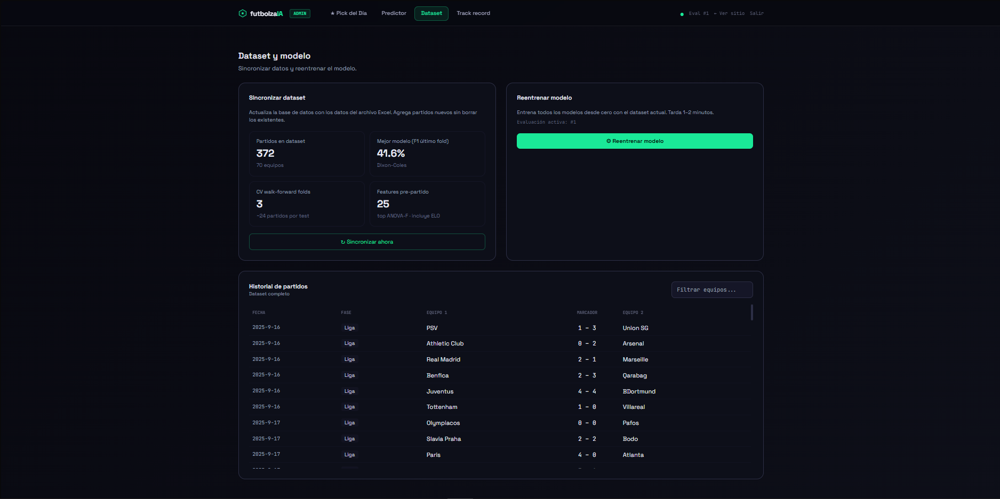 futbolzaIA ADMIN ★ Pick del Día Predictor Dataset Track record Eval #1 ← Ver sitio Salir
Dataset y modelo
Sincronizar datos y reentrenar el modelo.
Sincronizar dataset
Actualiza la base de datos con los datos del archivo Excel. Agrega partidos nuevos sin borrar
los existentes.
Partidos en dataset
372
70 equipos
Mejor modelo (F1 último fold)
41.6%
Dixon-Coles
CV walk-forward folds
3
~24 partidos por test
Features pre-partido
25
top ANOVA-F · incluye ELO
↻ Sincronizar ahora
Reentrenar modelo
Entrena todos los modelos desde cero con el dataset actual. Tarda 1–2 minutos.
Evaluación activa: #1
⚙ Reentrenar modelo
Historial de partidos
Dataset completo
Filtrar equipos...
FECHA FASE EQUIPO 1 MARCADOR EQUIPO 2
2025-9-16 Liga PSV 1 – 3 Union SG
2025-9-16 Liga Athletic Club 0 – 2 Arsenal
2025-9-16 Liga Real Madrid 2 – 1 Marseille
2025-9-16 Liga Benfica 2 – 3 Qarabag
2025-9-16 Liga Juventus 4 – 4 BDortmund
2025-9-16 Liga Tottenham 1 – 0 Villareal
2025-9-17 Liga Olympiacos 0 – 0 Pafos
2025-9-17 Liga Slavia Praha 2 – 2 Bodo
2025-9-17 Liga Paris 4 – 0 Atlanta